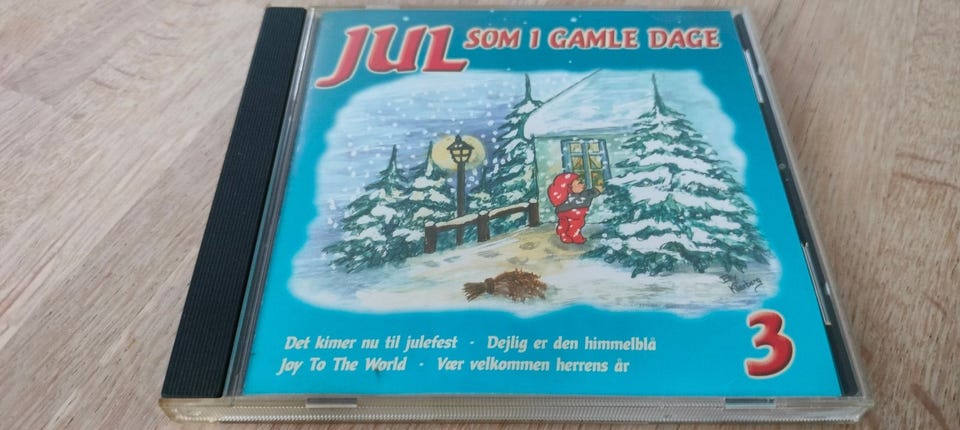 JUL SOM I GAMLE DAGE
Det kimer nu til julefest · Dejlig er den himmelblå
Joy To The World · Vær velkommen herrens år
3